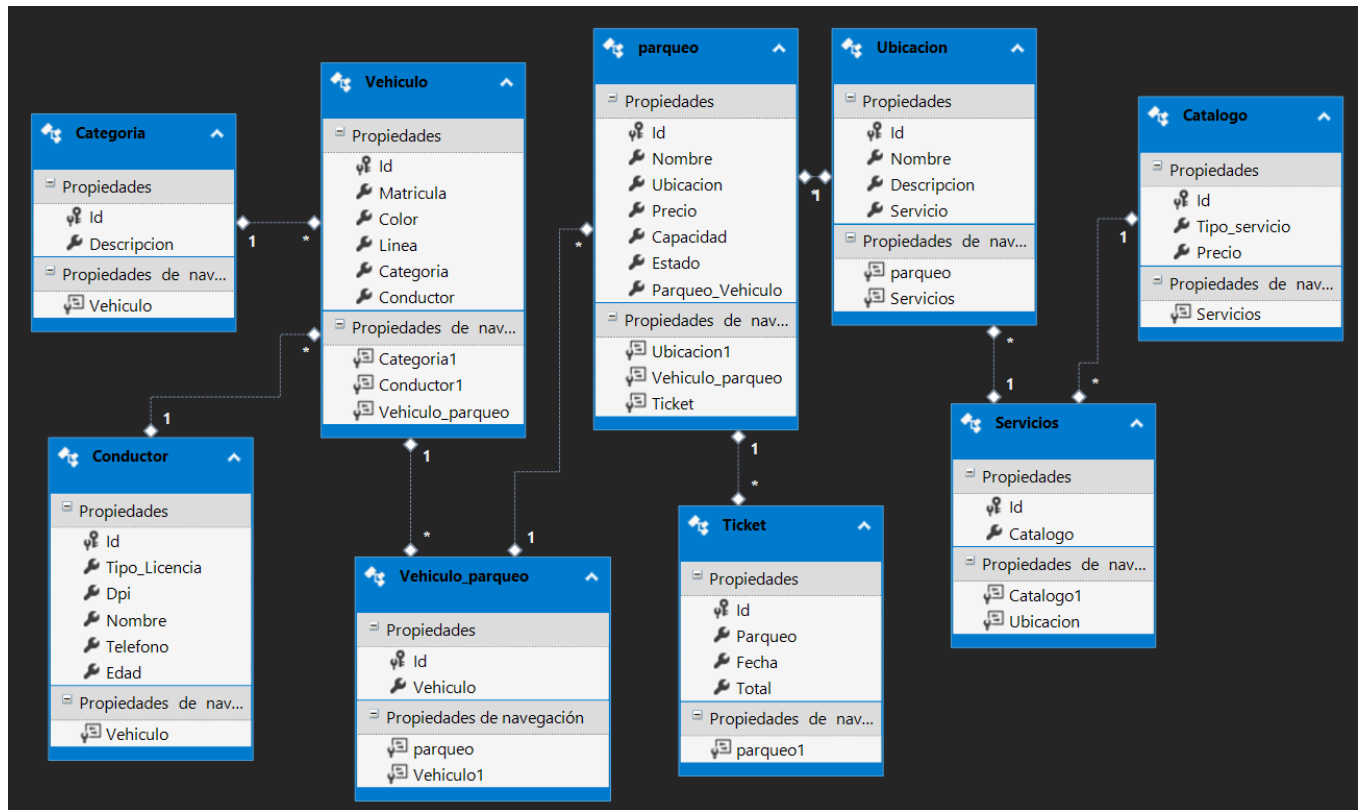 Categoria
Propiedades
Id
Descripcion
Propiedades de nav...
Vehiculo
Vehiculo
Propiedades
Id
Matricula
Color
Linea
Categoria
Conductor
Propiedades de nav...
Categoria1
Conductor1
Vehiculo_parqueo
parqueo
Propiedades
Id
Nombre
Ubicacion
Precio
Capacidad
Estado
Parqueo_Vehiculo
Propiedades de nav...
Ubicacion1
Vehiculo_parqueo
Ticket
Ubicacion
Propiedades
Id
Nombre
Descripcion
Servicio
Propiedades de nav...
parqueo
Servicios
Catalogo
Propiedades
Id
Tipo_servicio
Precio
Propiedades de nav...
Servicios
1 *
* 1
* 1
1 *
* 1
1 *
1 *
* 1
Conductor
Propiedades
Id
Tipo_Licencia
Dpi
Nombre
Telefono
Edad
Propiedades de nav...
Vehiculo
Vehiculo_parqueo
Propiedades
Id
Vehiculo
Propiedades de navegación
parqueo
Vehiculo1
Ticket
Propiedades
Id
Parqueo
Fecha
Total
Propiedades de nav...
parqueo1
Servicios
Propiedades
Id
Catalogo
Propiedades de nav...
Catalogo1
Ubicacion